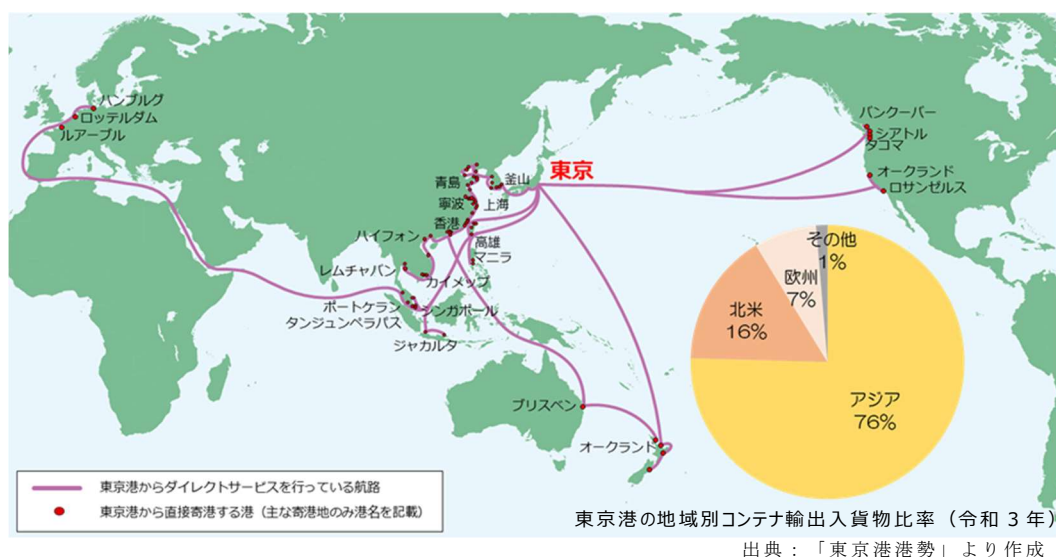 ハンブルグ
ロッテルダム
ルアーブル
バンクーバー
シアトル
タコマ
オークランド
ロサンゼルス
東京
釜山
青島
寧波
上海
香港
高雄
マニラ
ハイフォン
レムチャバン
カイメップ
ポートケラン
シンガポール
タンジュンペラパス
ジャカルタ
ブリスベン
オークランド
その他
1%
欧州
7%
北米
16%
アジア
76%
東京港からダイレクトサービスを行っている航路
東京港から直接寄港する港（主な寄港地のみ港名を記載）
東京港の地域別コンテナ輸出入貨物比率（令和 3 年）
出典：「東京港港勢」より作成